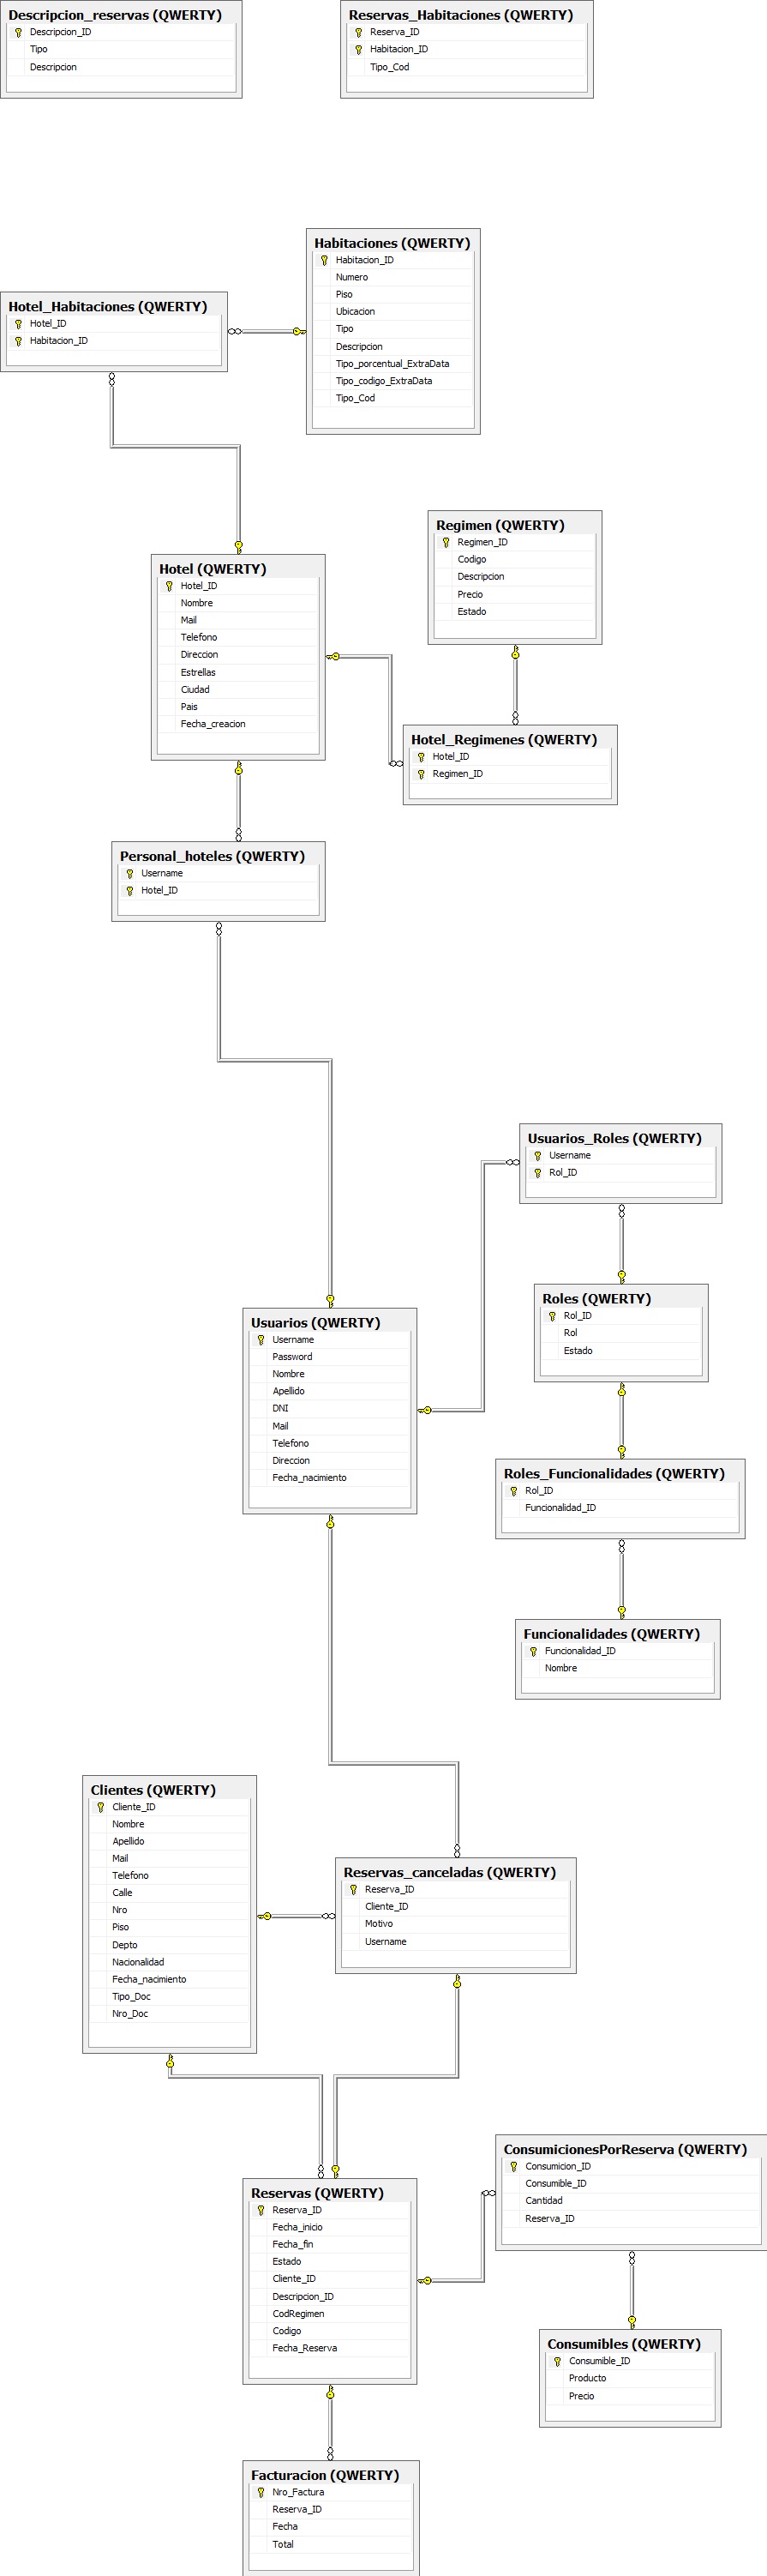 Descripcion_reservas (QWERTY)
Descripcion_ID
Tipo
Descripcion
Reservas_Habitaciones (QWERTY)
Reserva_ID
Habitacion_ID
Tipo_Cod
Habitaciones (QWERTY)
Habitacion_ID
Numero
Piso
Ubicacion
Tipo
Descripcion
Tipo_porcentual_ExtraData
Tipo_codigo_ExtraData
Tipo_Cod
Hotel_Habitaciones (QWERTY)
Hotel_ID
Habitacion_ID
Regimen (QWERTY)
Regimen_ID
Codigo
Descripcion
Precio
Estado
Hotel (QWERTY)
Hotel_ID
Nombre
Mail
Telefono
Direccion
Estrellas
Ciudad
Pais
Fecha_creacion
Hotel_Regimenes (QWERTY)
Hotel_ID
Regimen_ID
Personal_hoteles (QWERTY)
Username
Hotel_ID
Usuarios_Roles (QWERTY)
Username
Rol_ID
Roles (QWERTY)
Rol_ID
Rol
Estado
Usuarios (QWERTY)
Username
Password
Nombre
Apellido
DNI
Mail
Telefono
Direccion
Fecha_nacimiento
Roles_Funcionalidades (QWERTY)
Rol_ID
Funcionalidad_ID
Funcionalidades (QWERTY)
Funcionalidad_ID
Nombre
Clientes (QWERTY)
Cliente_ID
Nombre
Apellido
Mail
Telefono
Calle
Nro
Piso
Depto
Nacionalidad
Fecha_nacimiento
Tipo_Doc
Nro_Doc
Reservas_canceladas (QWERTY)
Reserva_ID
Cliente_ID
Motivo
Username
ConsumicionesPorReserva (QWERTY)
Consumicion_ID
Consumible_ID
Cantidad
Reserva_ID
Reservas (QWERTY)
Reserva_ID
Fecha_inicio
Fecha_fin
Estado
Cliente_ID
Descripcion_ID
CodRegimen
Codigo
Fecha_Reserva
Consumibles (QWERTY)
Consumible_ID
Producto
Precio
Facturacion (QWERTY)
Nro_Factura
Reserva_ID
Fecha
Total